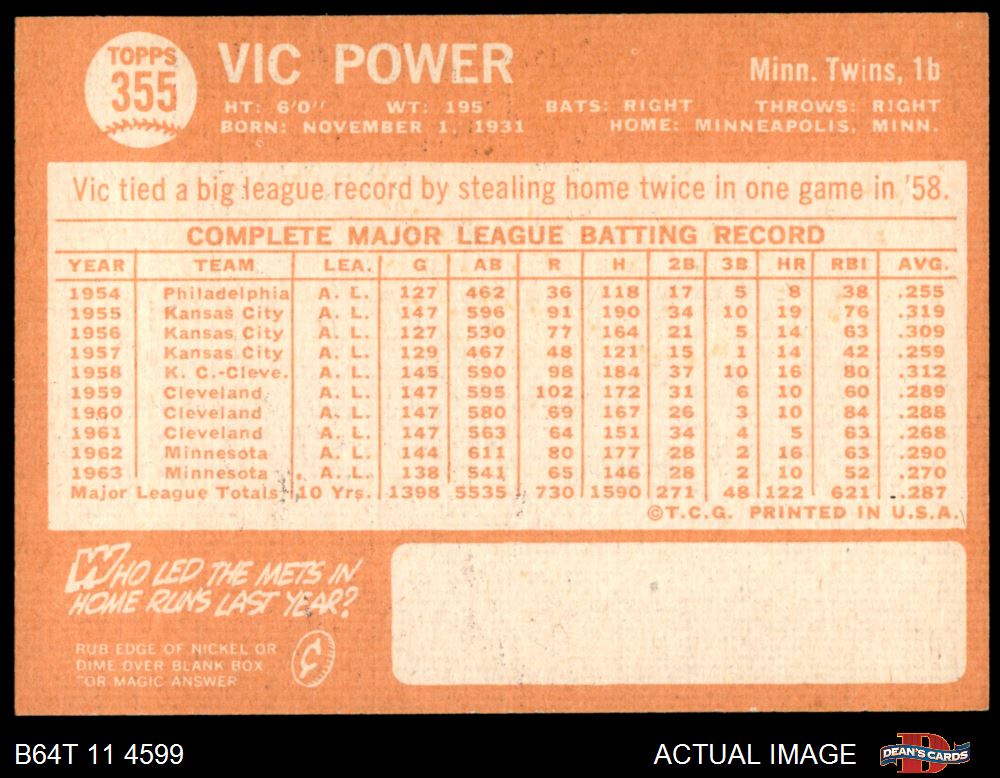 TOPPS
355
VIC POWER
Minn. Twins, 1b
HT: 6'0" WT: 195 BATS: RIGHT THROWS: RIGHT
BORN: NOVEMBER 1, 1931 HOME: MINNEAPOLIS, MINN.
Vic tied a big league record by stealing home twice in one game in '58.
COMPLETE MAJOR LEAGUE BATTING RECORD
YEAR TEAM LEA. G AB R H 2B 3B HR RBI AVG.
1954 Philadelphia A. L. 127 462 36 118 17 5 8 38 .255
1955 Kansas City A. L. 147 596 91 190 34 10 19 76 .319
1956 Kansas City A. L. 127 530 77 164 21 5 14 63 .309
1957 Kansas City A. L. 129 467 48 121 15 1 14 42 .259
1958 K. C.-Cleve. A. L. 145 590 98 184 37 10 16 80 .312
1959 Cleveland A. L. 147 595 102 172 31 6 10 60 .289
1960 Cleveland A. L. 147 580 69 167 26 3 10 84 .288
1961 Cleveland A. L. 147 563 64 151 34 4 5 63 .268
1962 Minnesota A. L. 144 611 80 177 28 2 16 63 .290
1963 Minnesota A. L. 138 541 65 146 28 2 10 52 .270
Major League Totals 10 Yrs. 1398 5535 730 1590 271 48 122 621 .287
©T.C.G. PRINTED IN U.S.A.
WHO LED THE METS IN
HOME RUNS LAST YEAR?
RUB EDGE OF NICKEL OR
DIME OVER BLANK BOX
FOR MAGIC ANSWER
¢
B64T 11 4599
ACTUAL IMAGE
D
DEAN'S CARDS